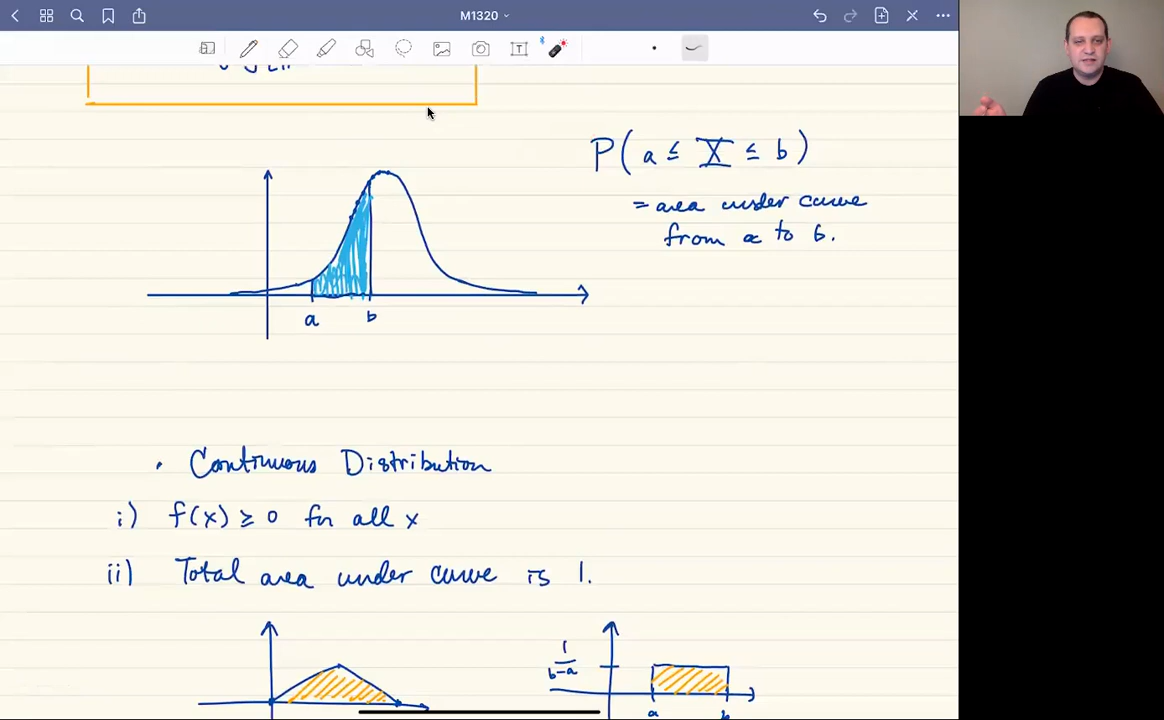 M1320
T
P(a ≤ X ≤ b)
= area under curve
from a to b.
a b
· Continuous Distribution
i) f(x) ≥ 0 for all x
ii) Total area under curve is 1.
1
b-a
a b